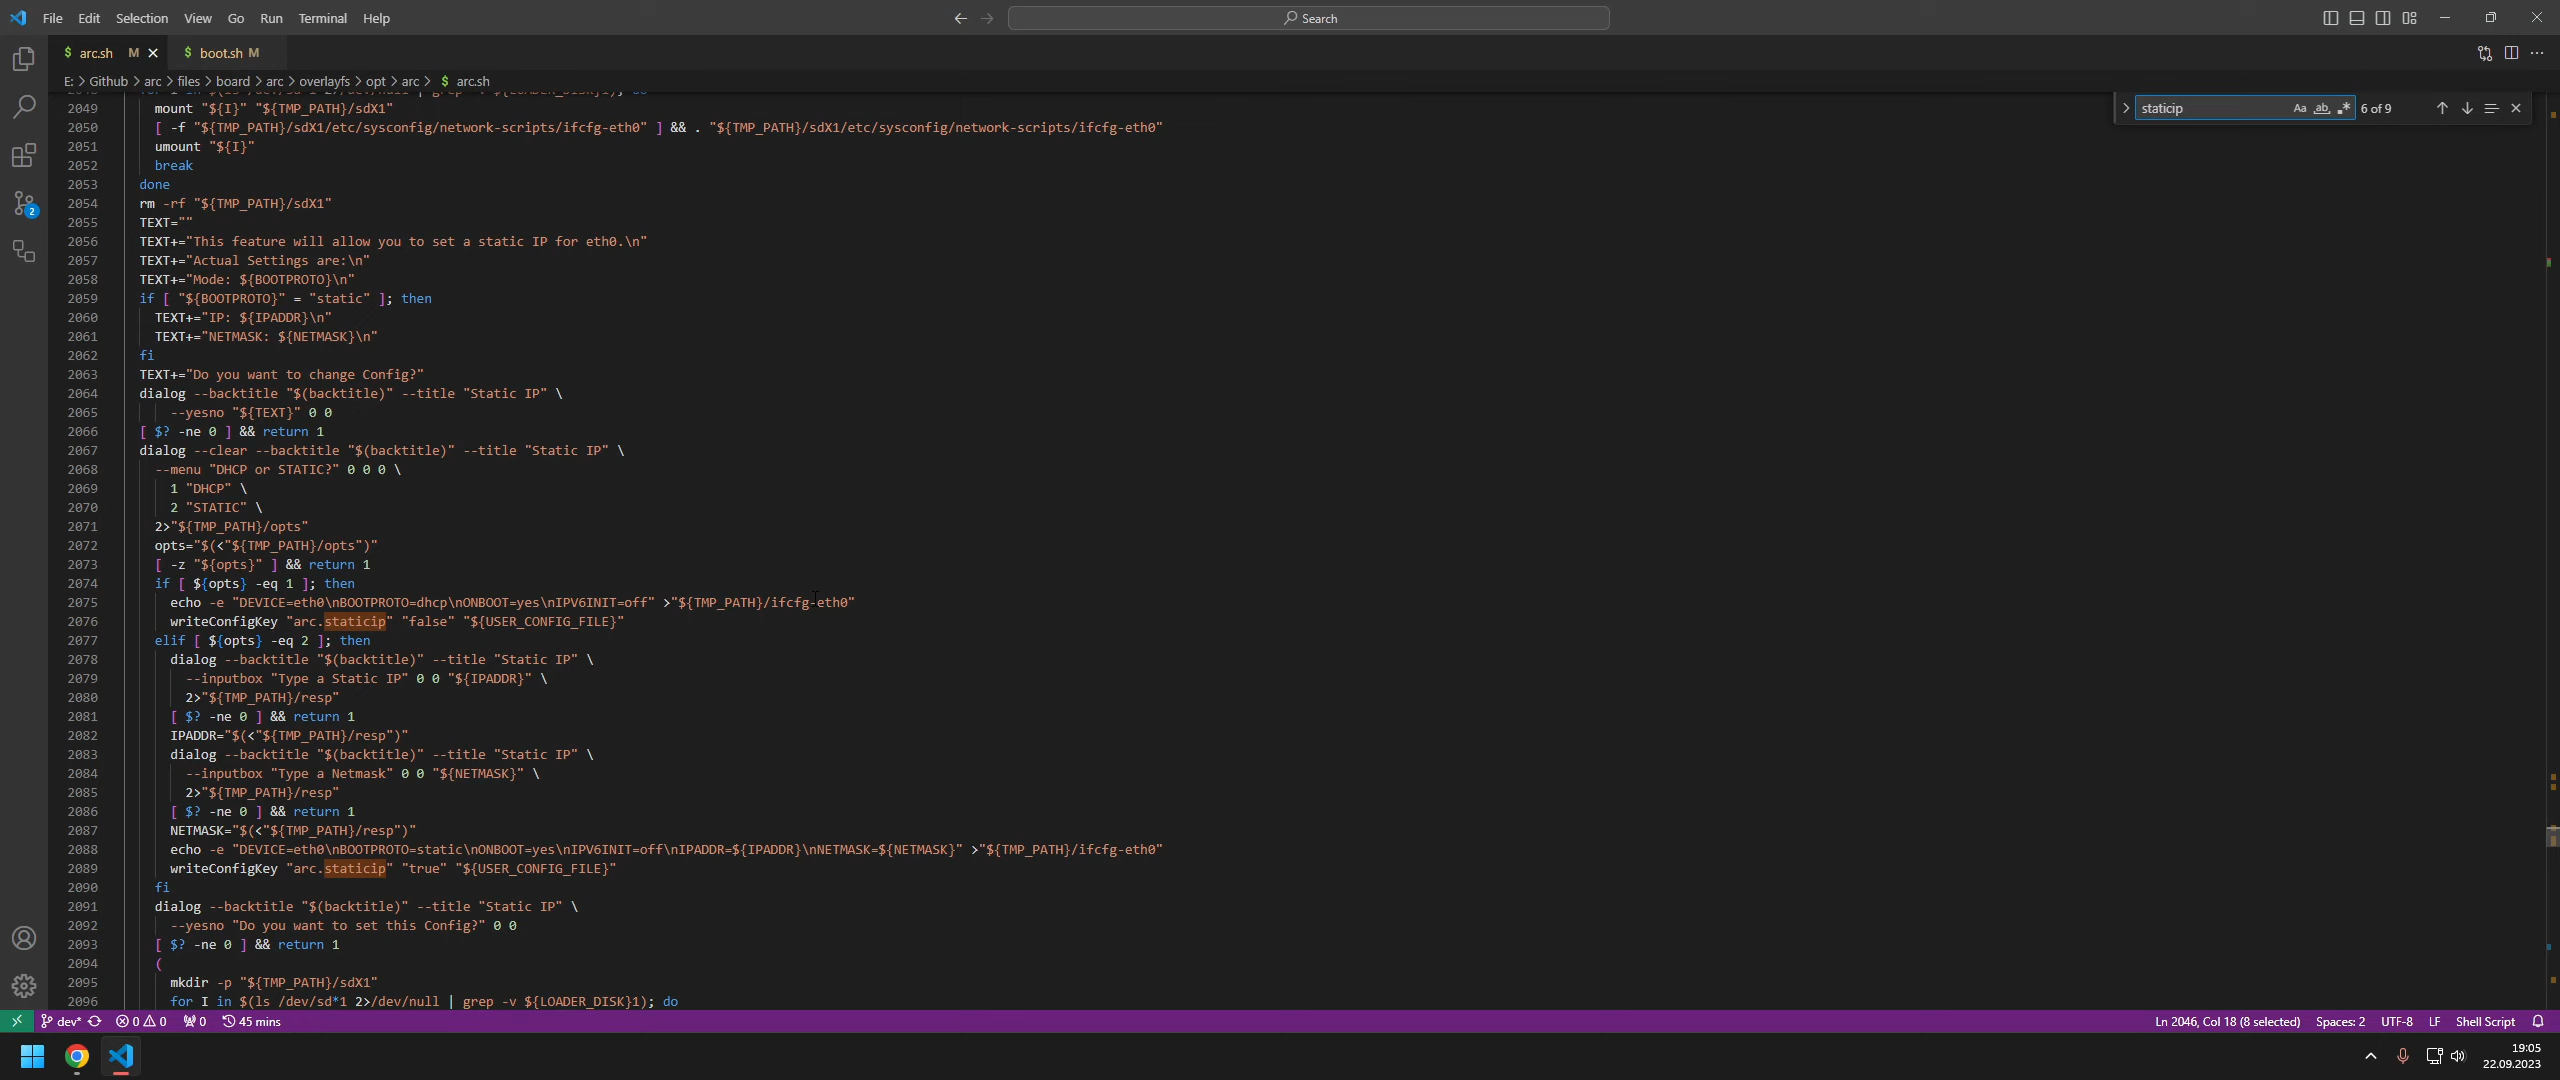 File Edit Selection View Go Run Terminal Help
Search
$ arc.sh M
$ boot.sh M
E: > Github > arc > files > board > arc > overlayfs > opt > arc > $ arc.sh
staticip Aa ab .* 6 of 9
2049 mount "${I}" "${TMP_PATH}/sdX1"
2050 [ -f "${TMP_PATH}/sdX1/etc/sysconfig/network-scripts/ifcfg-eth0" ] && . "${TMP_PATH}/sdX1/etc/sysconfig/network-scripts/ifcfg-eth0"
2051 umount "${I}"
2052 break
2053 done
2054 rm -rf "${TMP_PATH}/sdX1"
2055 TEXT=""
2056 TEXT+="This feature will allow you to set a static IP for eth0.\n"
2057 TEXT+="Actual Settings are:\n"
2058 TEXT+="Mode: ${BOOTPROTO}\n"
2059 if [ "${BOOTPROTO}" = "static" ]; then
2060 TEXT+="IP: ${IPADDR}\n"
2061 TEXT+="NETMASK: ${NETMASK}\n"
2062 fi
2063 TEXT+="Do you want to change Config?"
2064 dialog --backtitle "$(backtitle)" --title "Static IP" \
2065 --yesno "${TEXT}" 0 0
2066 [ $? -ne 0 ] && return 1
2067 dialog --clear --backtitle "$(backtitle)" --title "Static IP" \
2068 --menu "DHCP or STATIC?" 0 0 0 \
2069 1 "DHCP" \
2070 2 "STATIC" \
2071 2>"${TMP_PATH}/opts"
2072 opts="$(<"${TMP_PATH}/opts")"
2073 [ -z "${opts}" ] && return 1
2074 if [ ${opts} -eq 1 ]; then
2075 echo -e "DEVICE=eth0\nBOOTPROTO=dhcp\nONBOOT=yes\nIPV6INIT=off" >"${TMP_PATH}/ifcfg-eth0"
2076 writeConfigKey "arc.staticip" "false" "${USER_CONFIG_FILE}"
2077 elif [ ${opts} -eq 2 ]; then
2078 dialog --backtitle "$(backtitle)" --title "Static IP" \
2079 --inputbox "Type a Static IP" 0 0 "${IPADDR}" \
2080 2>"${TMP_PATH}/resp"
2081 [ $? -ne 0 ] && return 1
2082 IPADDR="$(<"${TMP_PATH}/resp")"
2083 dialog --backtitle "$(backtitle)" --title "Static IP" \
2084 --inputbox "Type a Netmask" 0 0 "${NETMASK}" \
2085 2>"${TMP_PATH}/resp"
2086 [ $? -ne 0 ] && return 1
2087 NETMASK="$(<"${TMP_PATH}/resp")"
2088 echo -e "DEVICE=eth0\nBOOTPROTO=static\nONBOOT=yes\nIPV6INIT=off\nIPADDR=${IPADDR}\nNETMASK=${NETMASK}" >"${TMP_PATH}/ifcfg-eth0"
2089 writeConfigKey "arc.staticip" "true" "${USER_CONFIG_FILE}"
2090 fi
2091 dialog --backtitle "$(backtitle)" --title "Static IP" \
2092 --yesno "Do you want to set this Config?" 0 0
2093 [ $? -ne 0 ] && return 1
2094 (
2095 mkdir -p "${TMP_PATH}/sdX1"
2096 for I in $(ls /dev/sd*1 2>/dev/null | grep -v ${LOADER_DISK}1); do
2
dev* 0 0 0 45 mins Ln 2046, Col 18 (8 selected) Spaces: 2 UTF-8 LF Shell Script
19:05
22.09.2023